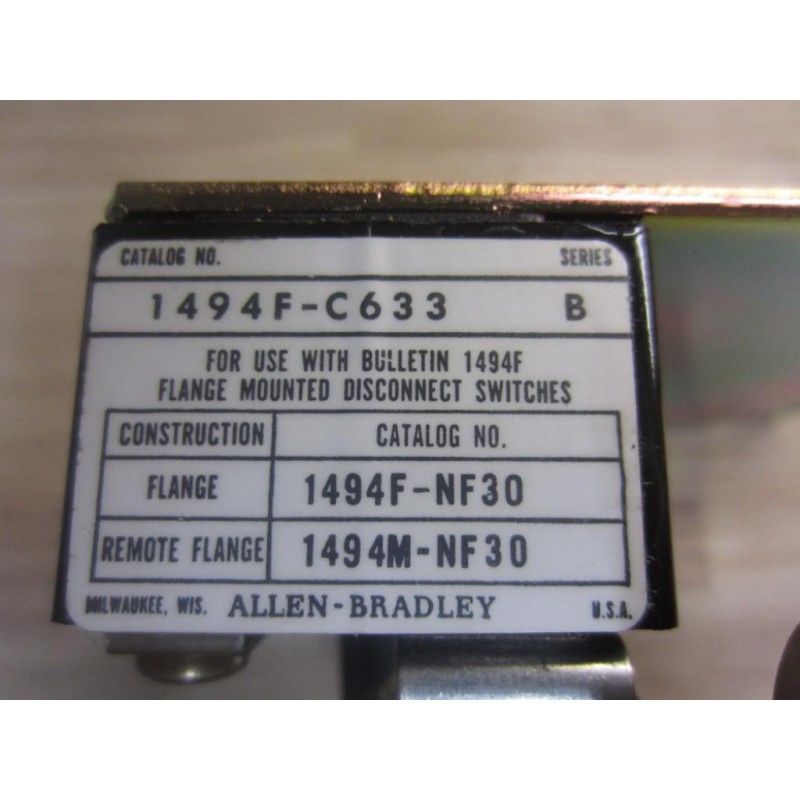 CATALOG NO. SERIES
1494F-C633 B
FOR USE WITH BULLETIN 1494F
FLANGE MOUNTED DISCONNECT SWITCHES
CONSTRUCTION CATALOG NO.
FLANGE 1494F-NF30
REMOTE FLANGE 1494M-NF30
MILWAUKEE, WIS. ALLEN-BRADLEY U.S.A.